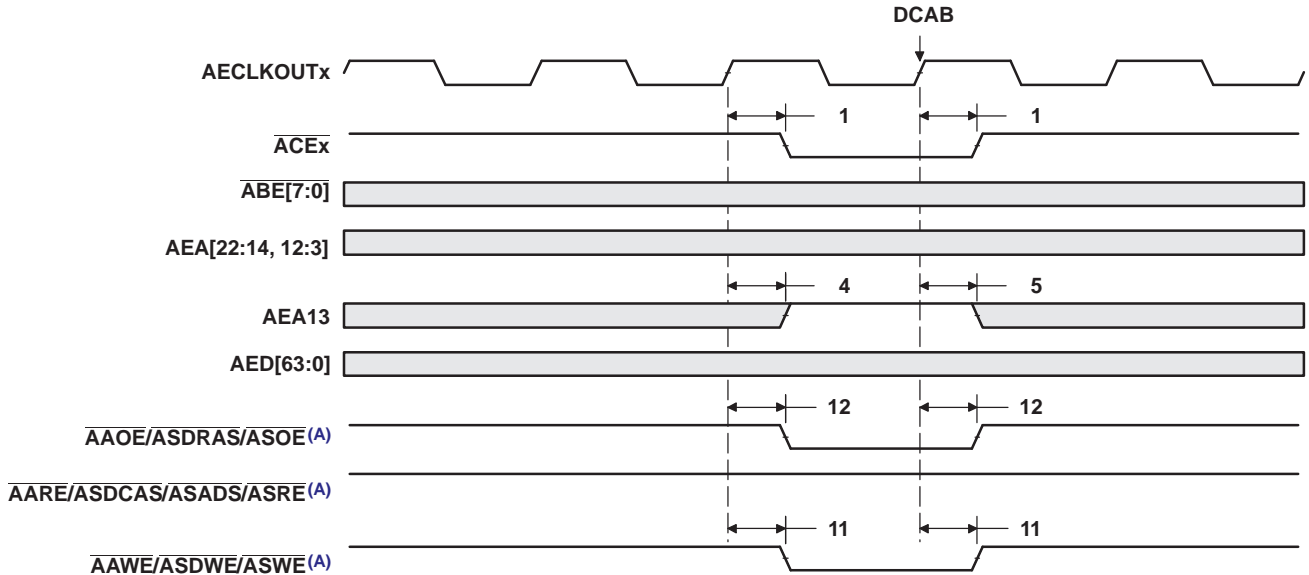 DCAB
AECLKOUTx
1 1
ACEx
ABE[7:0]
AEA[22:14, 12:3]
4 5
AEA13
AED[63:0]
12 12
AAOE/ASDRAS/ASOE(A)
AARE/ASDCAS/ASADS/ASRE(A)
11 11
AAWE/ASDWE/ASWE(A)